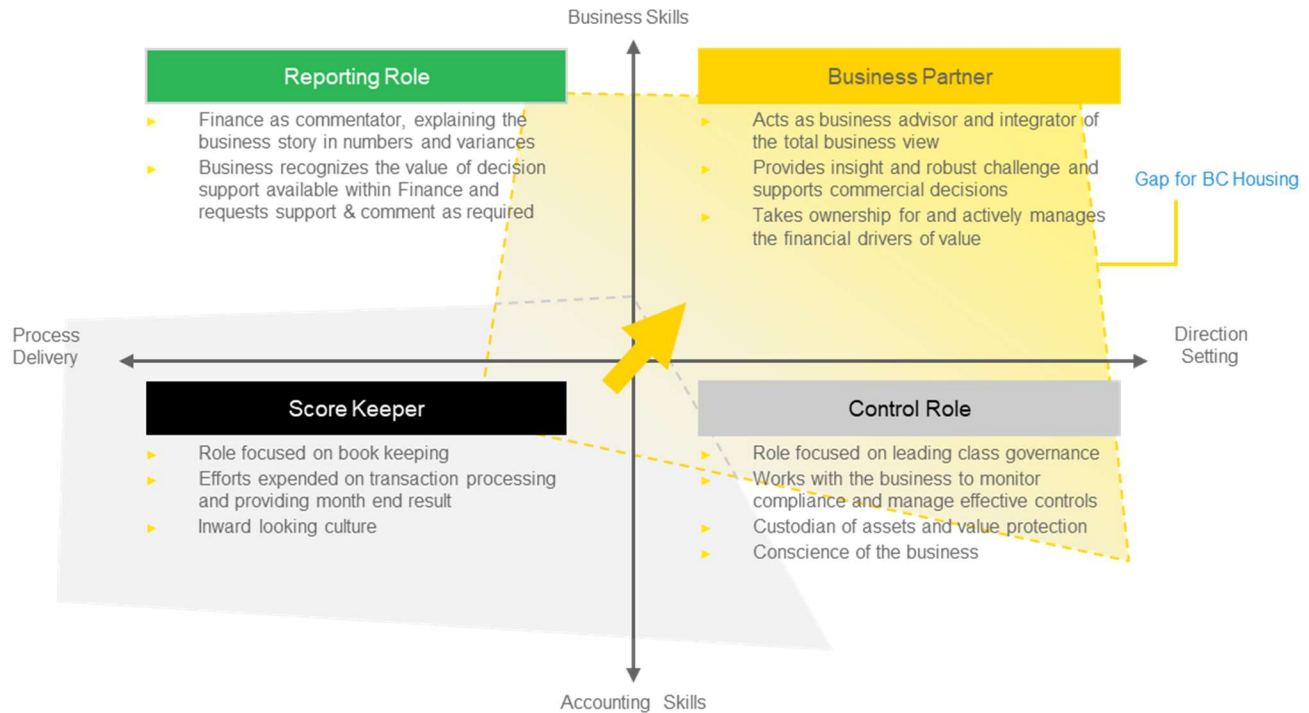 Business Skills
Reporting Role
► Finance as commentator, explaining the
business story in numbers and variances
► Business recognizes the value of decision
support available within Finance and
requests support & comment as required
Business Partner
► Acts as business advisor and integrator of
the total business view
► Provides insight and robust challenge and
supports commercial decisions
► Takes ownership for and actively manages
the financial drivers of value
Gap for BC Housing
Process
Delivery
Direction
Setting
Score Keeper
► Role focused on book keeping
► Efforts expended on transaction processing
and providing month end result
► Inward looking culture
Control Role
► Role focused on leading class governance
► Works with the business to monitor
compliance and manage effective controls
► Custodian of assets and value protection
► Conscience of the business
Accounting Skills